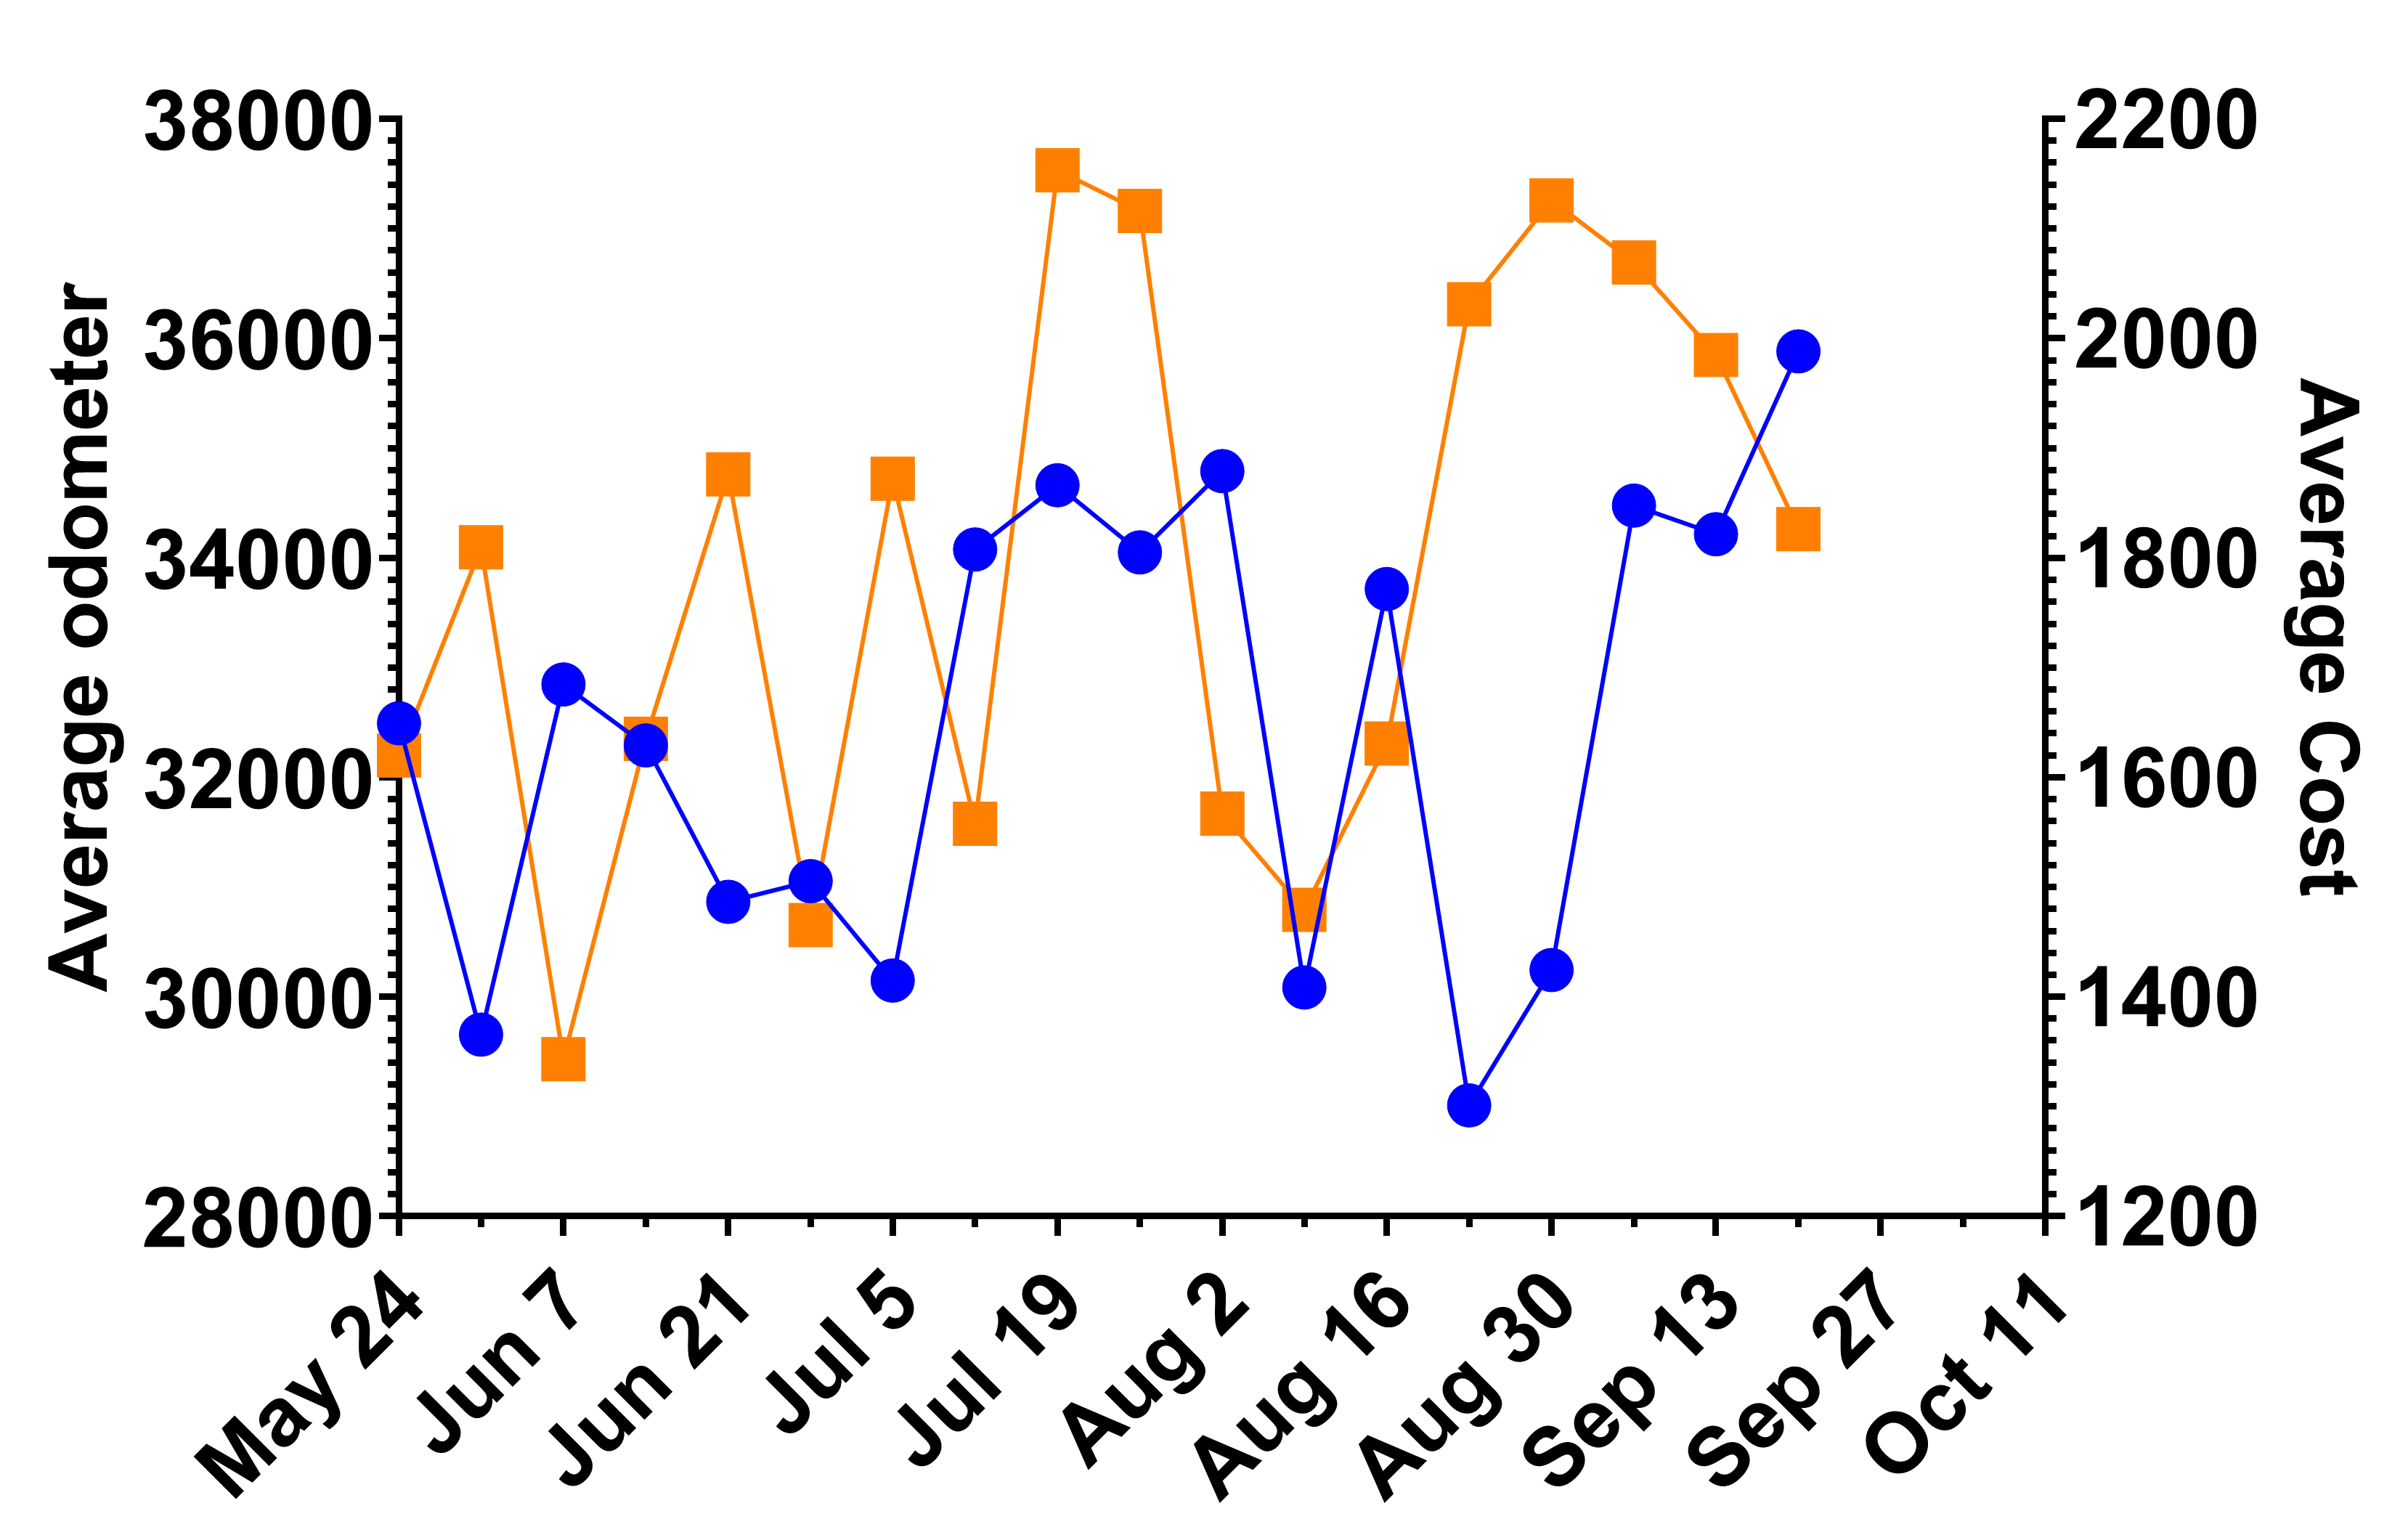 38000
36000
34000
32000
30000
28000
Average odometer
2200
2000
1800
1600
1400
1200
Average Cost
May 24
Jun 7
Jun 21
Jul 5
Jul 19
Aug 2
Aug 16
Aug 30
Sep 13
Sep 27
Oct 11